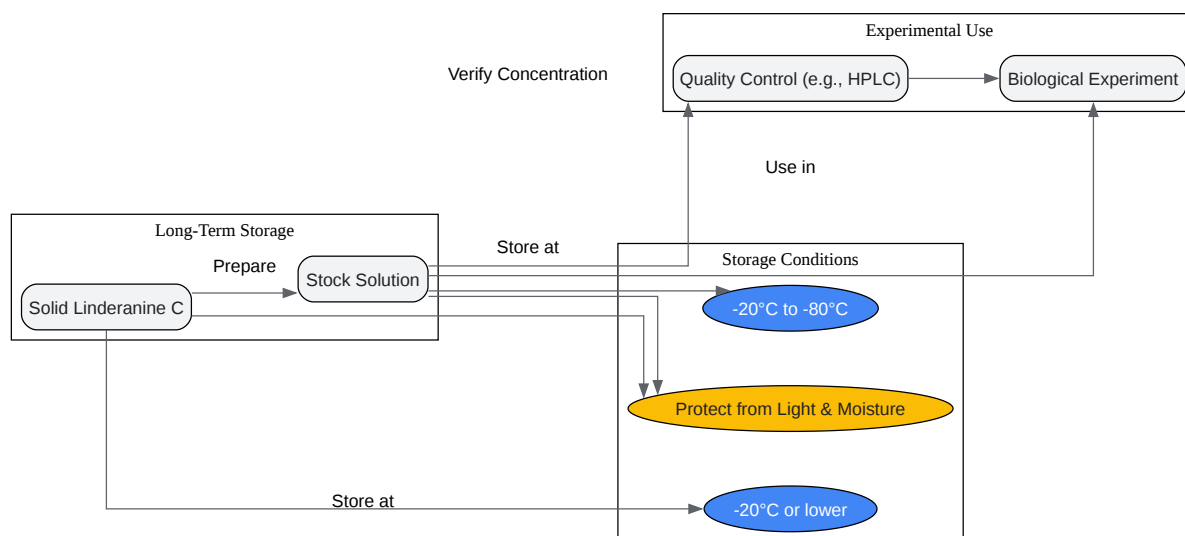 Experimental Use
Verify Concentration
Quality Control (e.g., HPLC)
Biological Experiment
Use in
Long-Term Storage
Store at
Storage Conditions
Prepare
Stock Solution
Solid Linderanine C
-20°C to -80°C
Protect from Light & Moisture
Store at
-20°C or lower